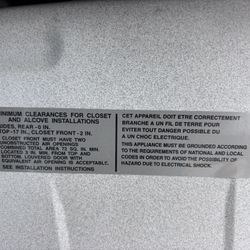 MINIMUM CLEARANCES FOR CLOSET
AND ALCOVE INSTALLATIONS
SIDES, REAR -0 IN.
TOP-17 IN., CLOSET FRONT-2 IN.
CLOSET FRONT MUST HAVE TWO
UNOBSTRUCTED AIR OPENINGS
COMBINED TOTAL AREA 72 SQ. IN. MIN.
LOCATED 3 IN. MIN. FROM TOP AND
BOTTOM. LOUVERED DOOR WITH
EQUIVALENT AIR OPENING IS ACCEPTABLE.
SEE INSTALLATION INSTRUCTIONS
CET APPAREIL DOIT ETRE CORRECTEMENT
BRANCHE A UN FIL DE TERRE POUR
EVITER TOUT DANGER POSSIBLE DU
A UN CHOC ELECTRIQUE.
THIS APPLIANCE MUST BE GROUNDED ACCORDING
TO THE REQUIREMENTS OF NATIONAL AND LOCAL
CODES IN ORDER TO AVOID THE POSSIBILITY OF
HAZARD DUE TO ELECTRICAL SHOCK.